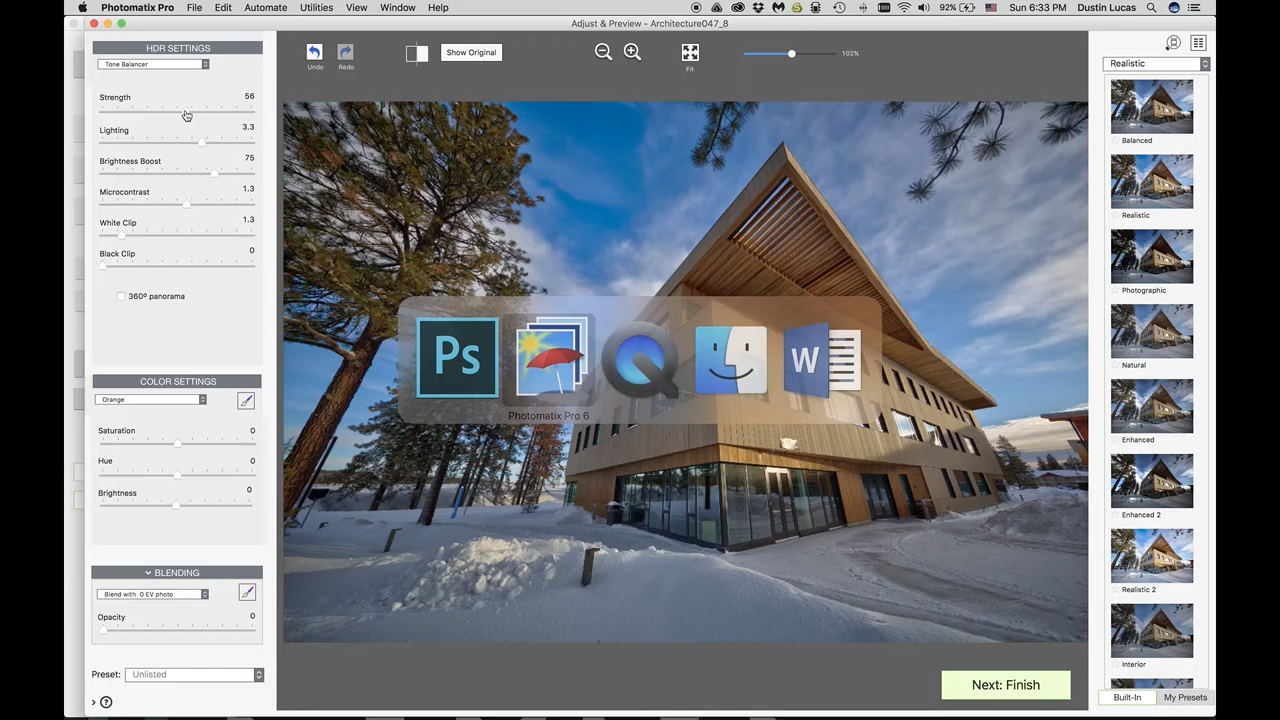 Photomatix Pro File Edit Automate Utilities View Window Help 92% Sun 6:33 PM Dustin Lucas
Adjust & Preview - Architecture047_8
HDR SETTINGS
Tone Balancer
Strength 56
Lighting 3.3
Brightness Boost 75
Microcontrast 1.3
White Clip 1.3
Black Clip 0
360º panorama
COLOR SETTINGS
Orange
Saturation 0
Hue 0
Brightness 0
BLENDING
Blend with 0 EV photo
Opacity 0
Preset: Unlisted
?
Undo
Redo
Show Original
Fit
102%
Ps
W
Photomatix Pro 6
Next: Finish
Realistic
Balanced
Realistic
Photographic
Natural
Enhanced
Enhanced 2
Realistic 2
Interior
Built-In My Presets